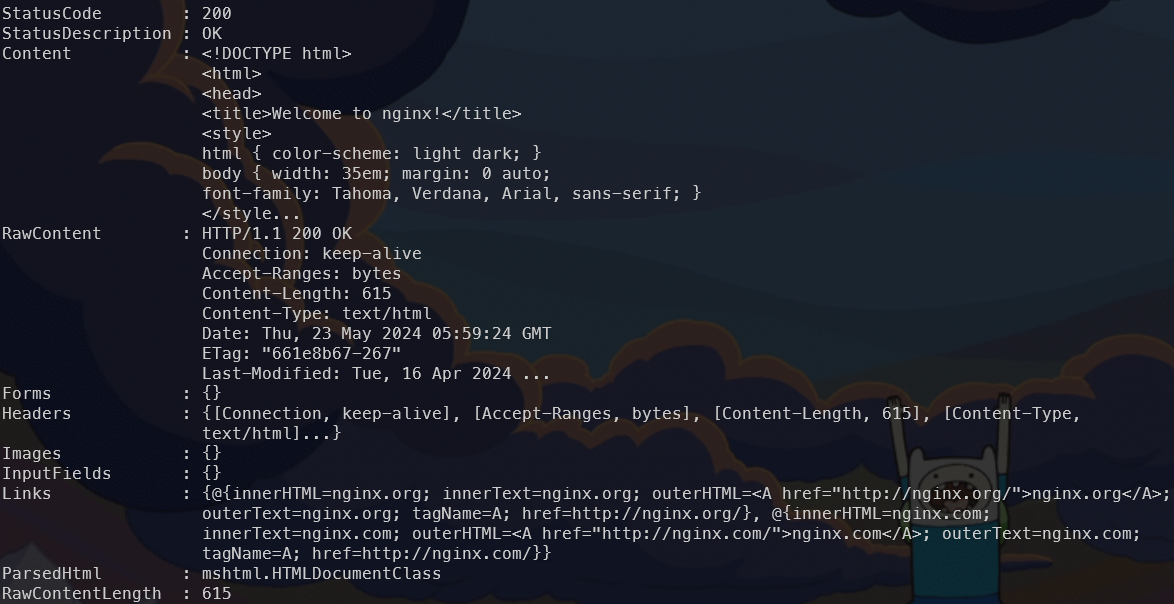 StatusCode        : 200
StatusDescription : OK
Content           : <!DOCTYPE html>
                    <html>
                    <head>
                    <title>Welcome to nginx!</title>
                    <style>
                    html { color-scheme: light dark; }
                    body { width: 35em; margin: 0 auto;
                    font-family: Tahoma, Verdana, Arial, sans-serif; }
                    </style...
RawContent        : HTTP/1.1 200 OK
                    Connection: keep-alive
                    Accept-Ranges: bytes
                    Content-Length: 615
                    Content-Type: text/html
                    Date: Thu, 23 May 2024 05:59:24 GMT
                    ETag: "661e8b67-267"
                    Last-Modified: Tue, 16 Apr 2024 ...
Forms             : {}
Headers           : {[Connection, keep-alive], [Accept-Ranges, bytes], [Content-Length, 615], [Content-Type,
                    text/html]...}
Images            : {}
InputFields       : {}
Links             : {@{innerHTML=nginx.org; innerText=nginx.org; outerHTML=<A href="http://nginx.org/">nginx.org</A>;
                    outerText=nginx.org; tagName=A; href=http://nginx.org/}, @{innerHTML=nginx.com;
                    innerText=nginx.com; outerHTML=<A href="http://nginx.com/">nginx.com</A>; outerText=nginx.com;
                    tagName=A; href=http://nginx.com/}}
ParsedHtml        : mshtml.HTMLDocumentClass
RawContentLength  : 615